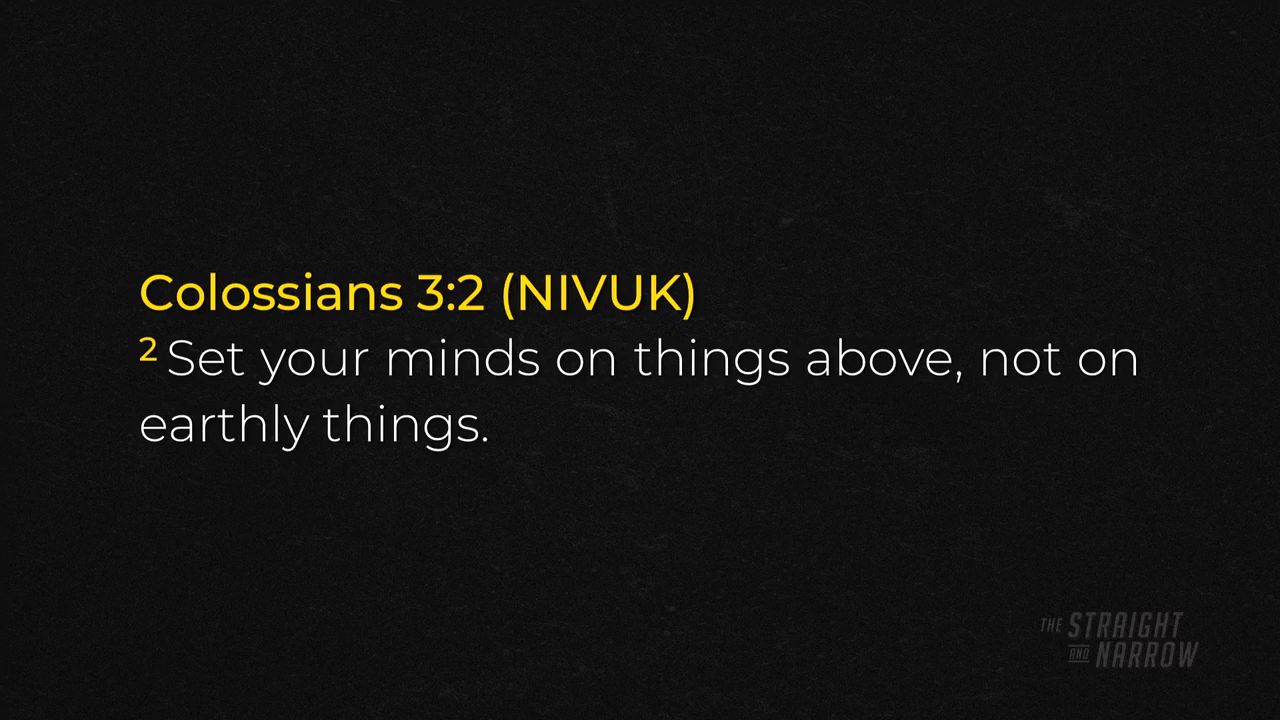 Colossians 3:2 (NIVUK)
2 Set your minds on things above, not on
earthly things.
THE STRAIGHT
AND NARROW